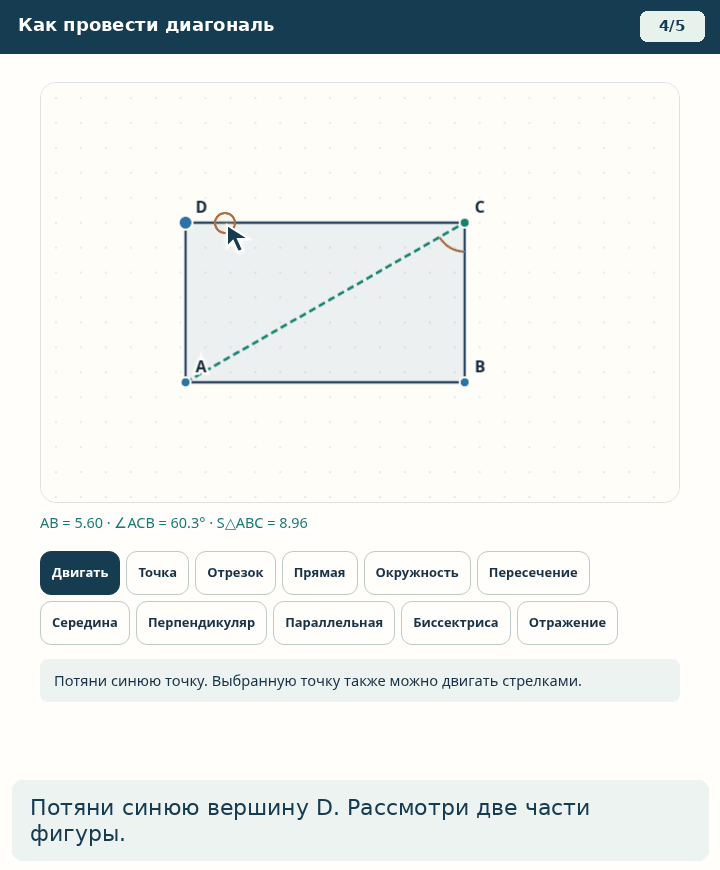 Как провести диагональ
4/5
D
C
A
B
AB = 5.60 · ∠ACB = 60.3° · S△ABC = 8.96
Двигать Точка Отрезок Прямая Окружность Пересечение
Середина Перпендикуляр Параллельная Биссектриса Отражение
Потяни синюю точку. Выбранную точку также можно двигать стрелками.
Потяни синюю вершину D. Рассмотри две части
фигуры.